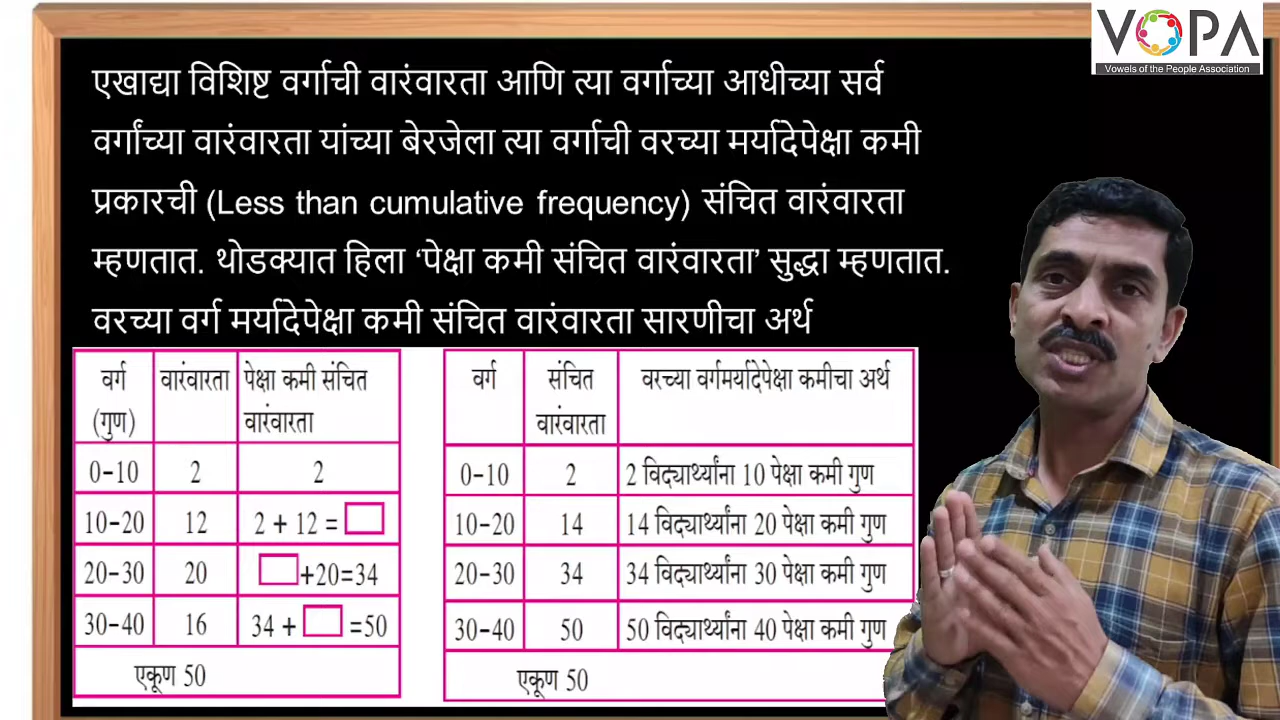 VOPA
Vowels of the People Association
एखाद्या विशिष्ट वर्गाची वारंवारता आणि त्या वर्गाच्या आधीच्या सर्व
वर्गांच्या वारंवारता यांच्या बेरजेला त्या वर्गाची वरच्या मर्यादेपेक्षा कमी
प्रकारची (Less than cumulative frequency) संचित वारंवारता
म्हणतात. थोडक्यात हिला ‘पेक्षा कमी संचित वारंवारता’ सुद्धा म्हणतात.
वरच्या वर्ग मर्यादेपेक्षा कमी संचित वारंवारता सारणीचा अर्थ
वर्ग (गुण) वारंवारता पेक्षा कमी संचित वारंवारता
0-10 2 2
10-20 12 2 + 12 =
20-30 20 +20=34
30-40 16 34 + =50
एकूण 50
वर्ग संचित वारंवारता वरच्या वर्गमर्यादेपेक्षा कमीचा अर्थ
0-10 2 2 विद्यार्थ्यांना 10 पेक्षा कमी गुण
10-20 14 14 विद्यार्थ्यांना 20 पेक्षा कमी गुण
20-30 34 34 विद्यार्थ्यांना 30 पेक्षा कमी गुण
30-40 50 50 विद्यार्थ्यांना 40 पेक्षा कमी गुण
एकूण 50